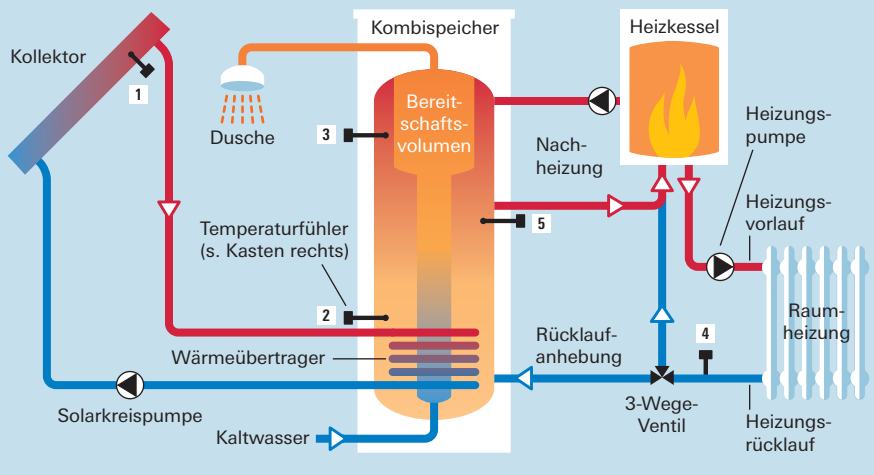 Kollektor
1
Kombispeicher
Heizkessel
Dusche
3
Bereit-
schafts-
volumen
Nach-
heizung
Heizungs-
pumpe
Heizungs-
vorlauf
Temperaturfühler
(s. Kasten rechts)
5
2
4
Raum-
heizung
Wärmeübertrager
Rücklauf-
anhebung
Solarkreispumpe
3-Wege-
Ventil
Heizungs-
rücklauf
Kaltwasser